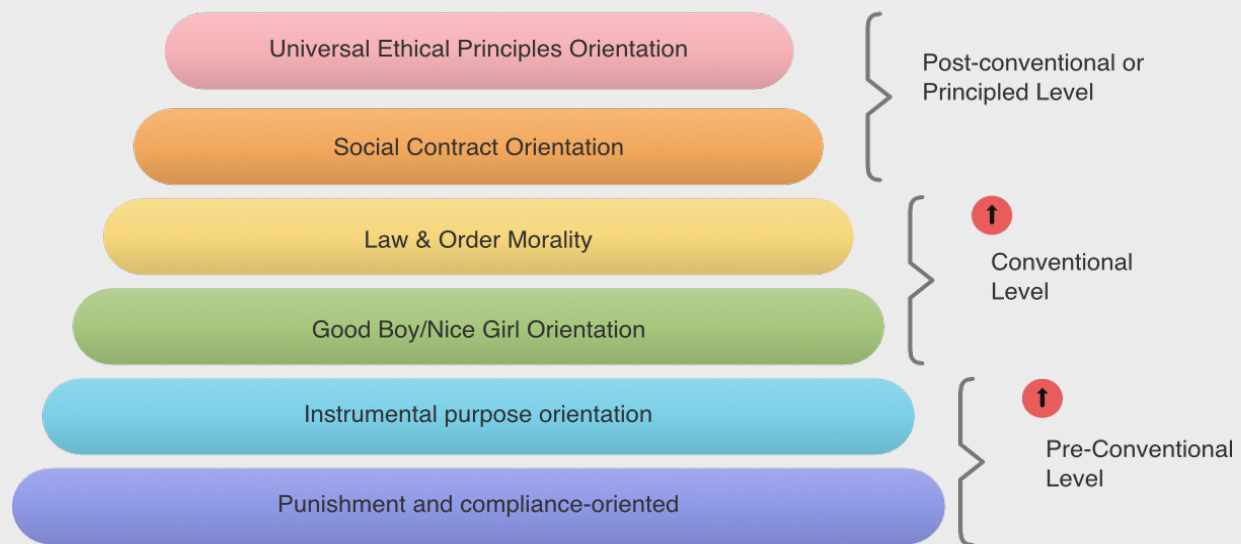 Universal Ethical Principles Orientation
Post-conventional or
Principled Level
Social Contract Orientation
Law & Order Morality
Conventional
Level
Good Boy/Nice Girl Orientation
Instrumental purpose orientation
Pre-Conventional
Level
Punishment and compliance-oriented